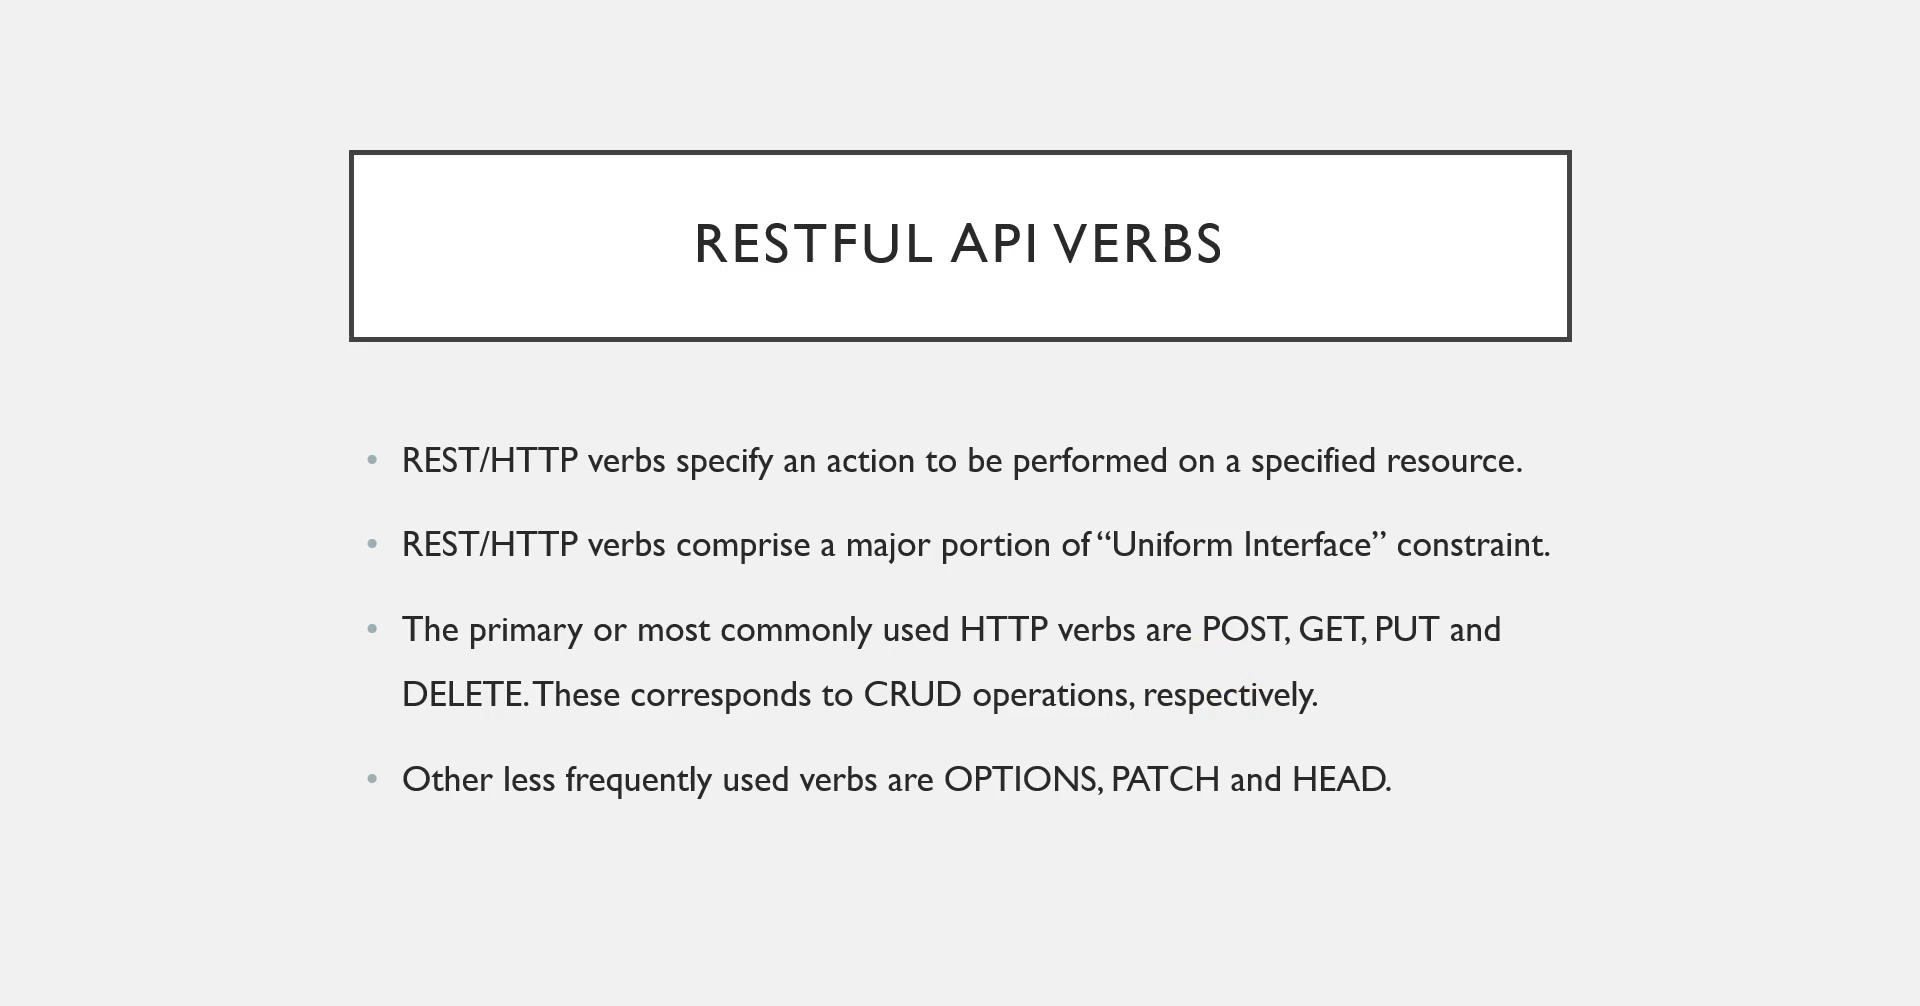 RESTFUL API VERBS
• REST/HTTP verbs specify an action to be performed on a specified resource.
• REST/HTTP verbs comprise a major portion of “Uniform Interface” constraint.
• The primary or most commonly used HTTP verbs are POST, GET, PUT and
DELETE. These corresponds to CRUD operations, respectively.
• Other less frequently used verbs are OPTIONS, PATCH and HEAD.